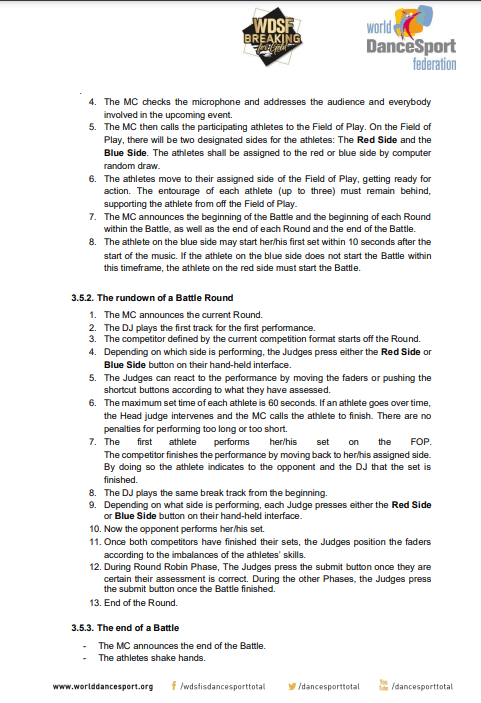 WDSF
BREAKING
for Gold
world
DanceSport
federation
.
4. The MC checks the microphone and addresses the audience and everybody
involved in the upcoming event.
5. The MC then calls the participating athletes to the Field of Play. On the Field of
Play, there will be two designated sides for the athletes: The Red Side and the
Blue Side. The athletes shall be assigned to the red or blue side by computer
random draw.
6. The athletes move to their assigned side of the Field of Play, getting ready for
action. The entourage of each athlete (up to three) must remain behind,
supporting the athlete from off the Field of Play.
7. The MC announces the beginning of the Battle and the beginning of each Round
within the Battle, as well as the end of each Round and the end of the Battle.
8. The athlete on the blue side may start her/his first set within 10 seconds after the
start of the music. If the athlete on the blue side does not start the Battle within
this timeframe, the athlete on the red side must start the Battle.
3.5.2. The rundown of a Battle Round
1. The MC announces the current Round.
2. The DJ plays the first track for the first performance.
3. The competitor defined by the current competition format starts off the Round.
4. Depending on which side is performing, the Judges press either the Red Side or
Blue Side button on their hand-held interface.
5. The Judges can react to the performance by moving the faders or pushing the
shortcut buttons according to what they have assessed.
6. The maximum set time of each athlete is 60 seconds. If an athlete goes over time,
the Head judge intervenes and the MC calls the athlete to finish. There are no
penalties for performing too long or too short.
7. The first athlete performs her/his set on the FOP.
The competitor finishes the performance by moving back to her/his assigned side.
By doing so the athlete indicates to the opponent and the DJ that the set is
finished.
8. The DJ plays the same break track from the beginning.
9. Depending on what side is performing, each Judge presses either the Red Side
or Blue Side button on their hand-held interface.
10. Now the opponent performs her/his set.
11. Once both competitors have finished their sets, the Judges position the faders
according to the imbalances of the athletes' skills.
12. During Round Robin Phase, The Judges press the submit button once they are
certain their assessment is correct. During the other Phases, the Judges press
the submit button once the Battle finished.
13. End of the Round.
3.5.3. The end of a Battle
- The MC announces the end of the Battle.
- The athletes shake hands.
www.worlddancesport.org f /wdsfisdancesporttotal /dancesporttotal You Tube /dancesporttotal